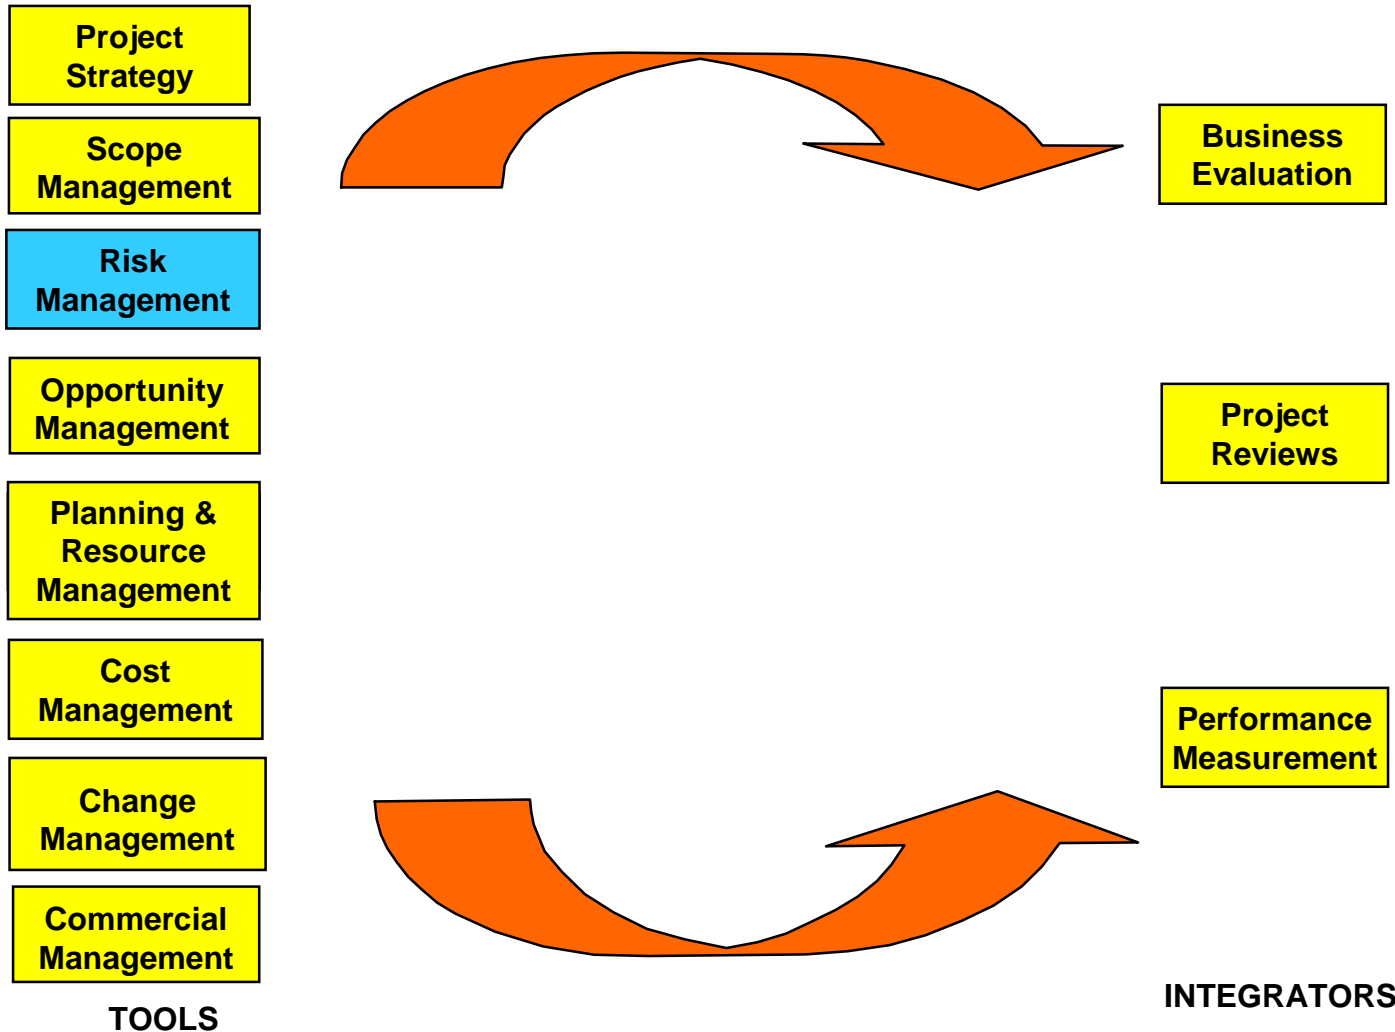 Project
Strategy
Scope
Management
Risk
Management
Opportunity
Management
Planning &
Resource
Management
Cost
Management
Change
Management
Commercial
Management
TOOLS
Business
Evaluation
Project
Reviews
Performance
Measurement
INTEGRATORS